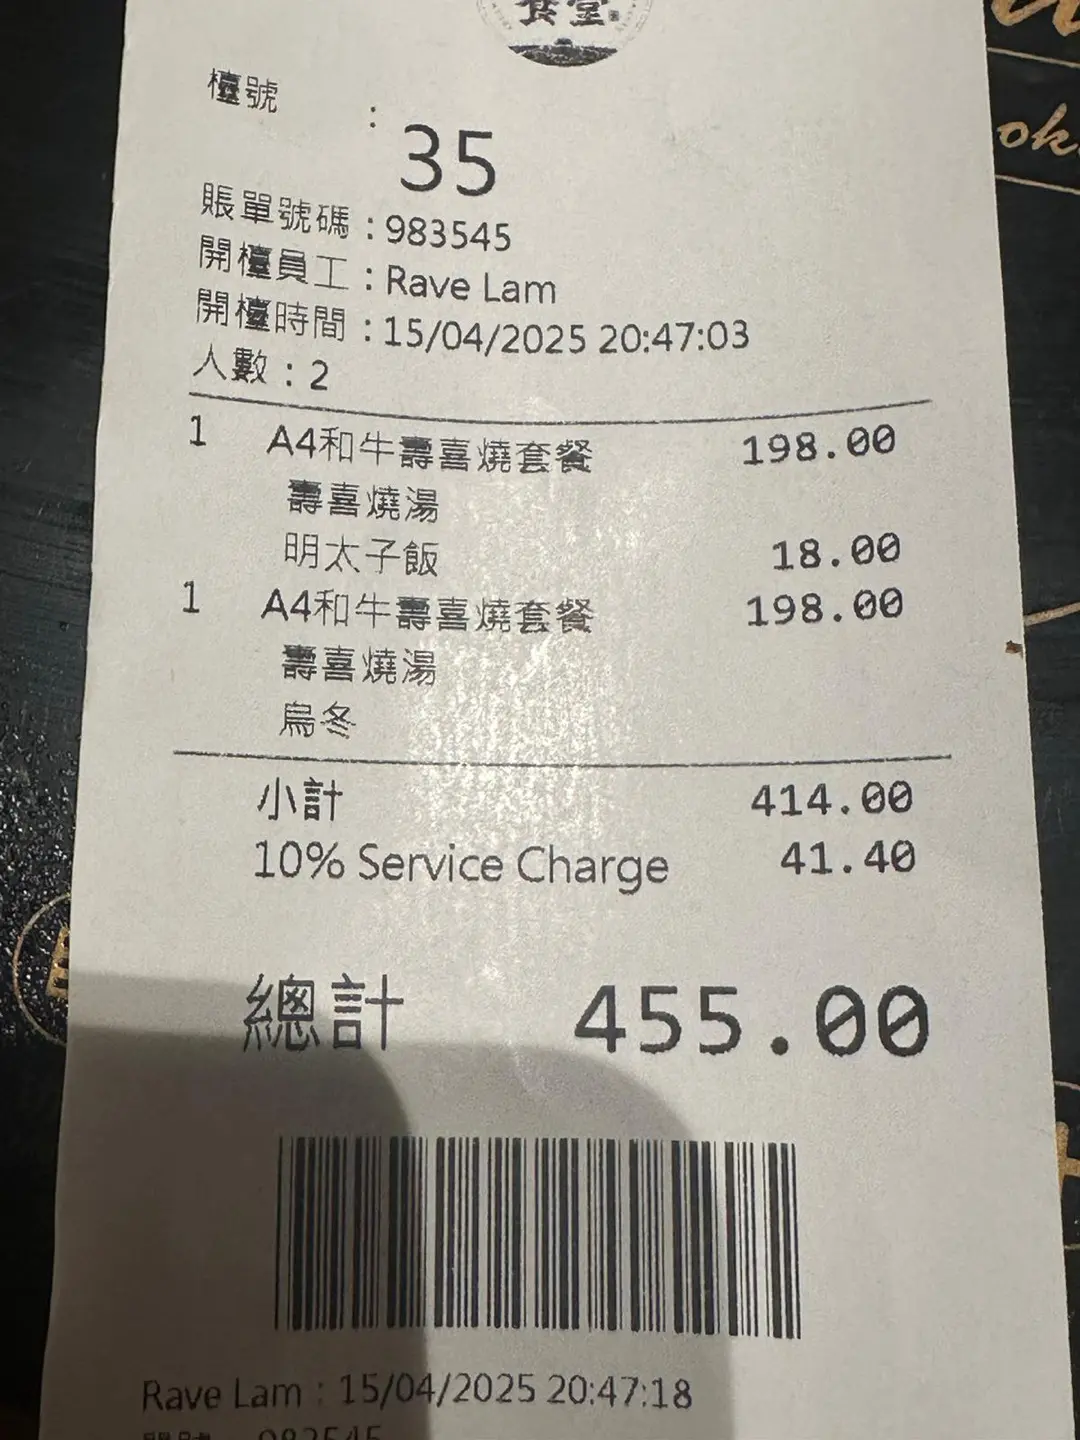 食堂
檯號 :
35
賬單號碼 : 983545
開檯員工 : Rave Lam
開檯時間 : 15/04/2025 20:47:03
人數 : 2
1 A4和牛壽喜燒套餐 198.00
壽喜燒湯
明太子飯 18.00
1 A4和牛壽喜燒套餐 198.00
壽喜燒湯
烏冬
小計 414.00
10% Service Charge 41.40
總計 455.00
Rave Lam : 15/04/2025 20:47:18
983545